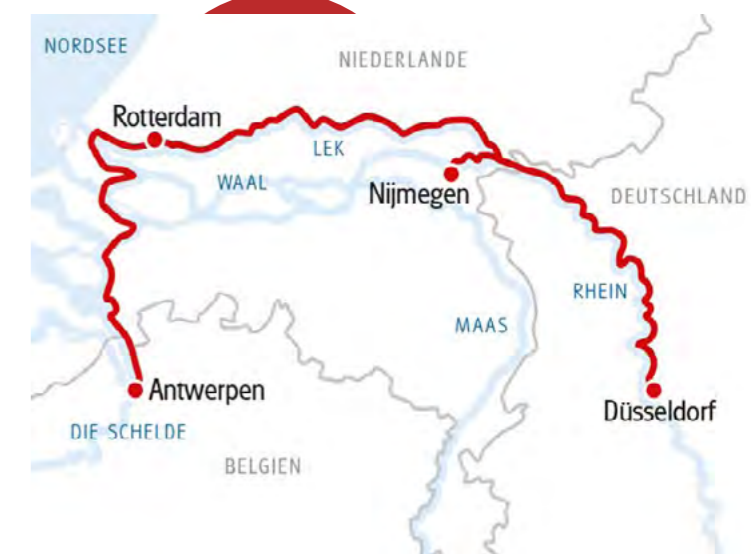 NORDSEE
NIEDERLANDE
Rotterdam
LEK
WAAL
Nijmegen
DEUTSCHLAND
RHEIN
MAAS
Antwerpen
Düsseldorf
DIE SCHELDE
BELGIEN